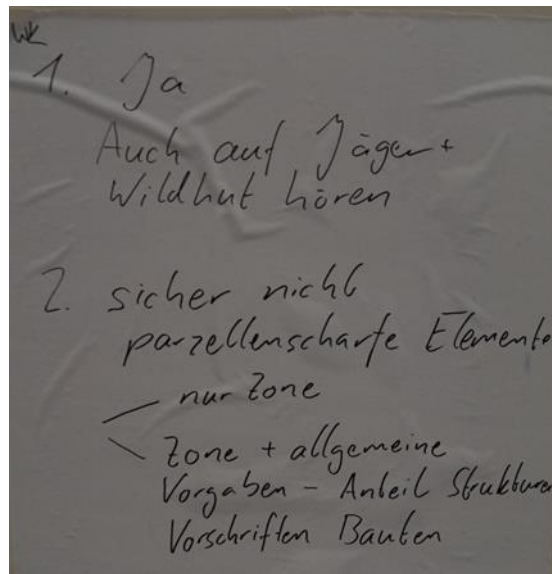 WK
1. Ja
Auch auf Jäger +
Wildhut hören
2. sicher nicht
parzellenscharfe Elemente
nur Zone
Zone + allgemeine
Vorgaben - Anteil Strukturen
Vorschriften Bauten